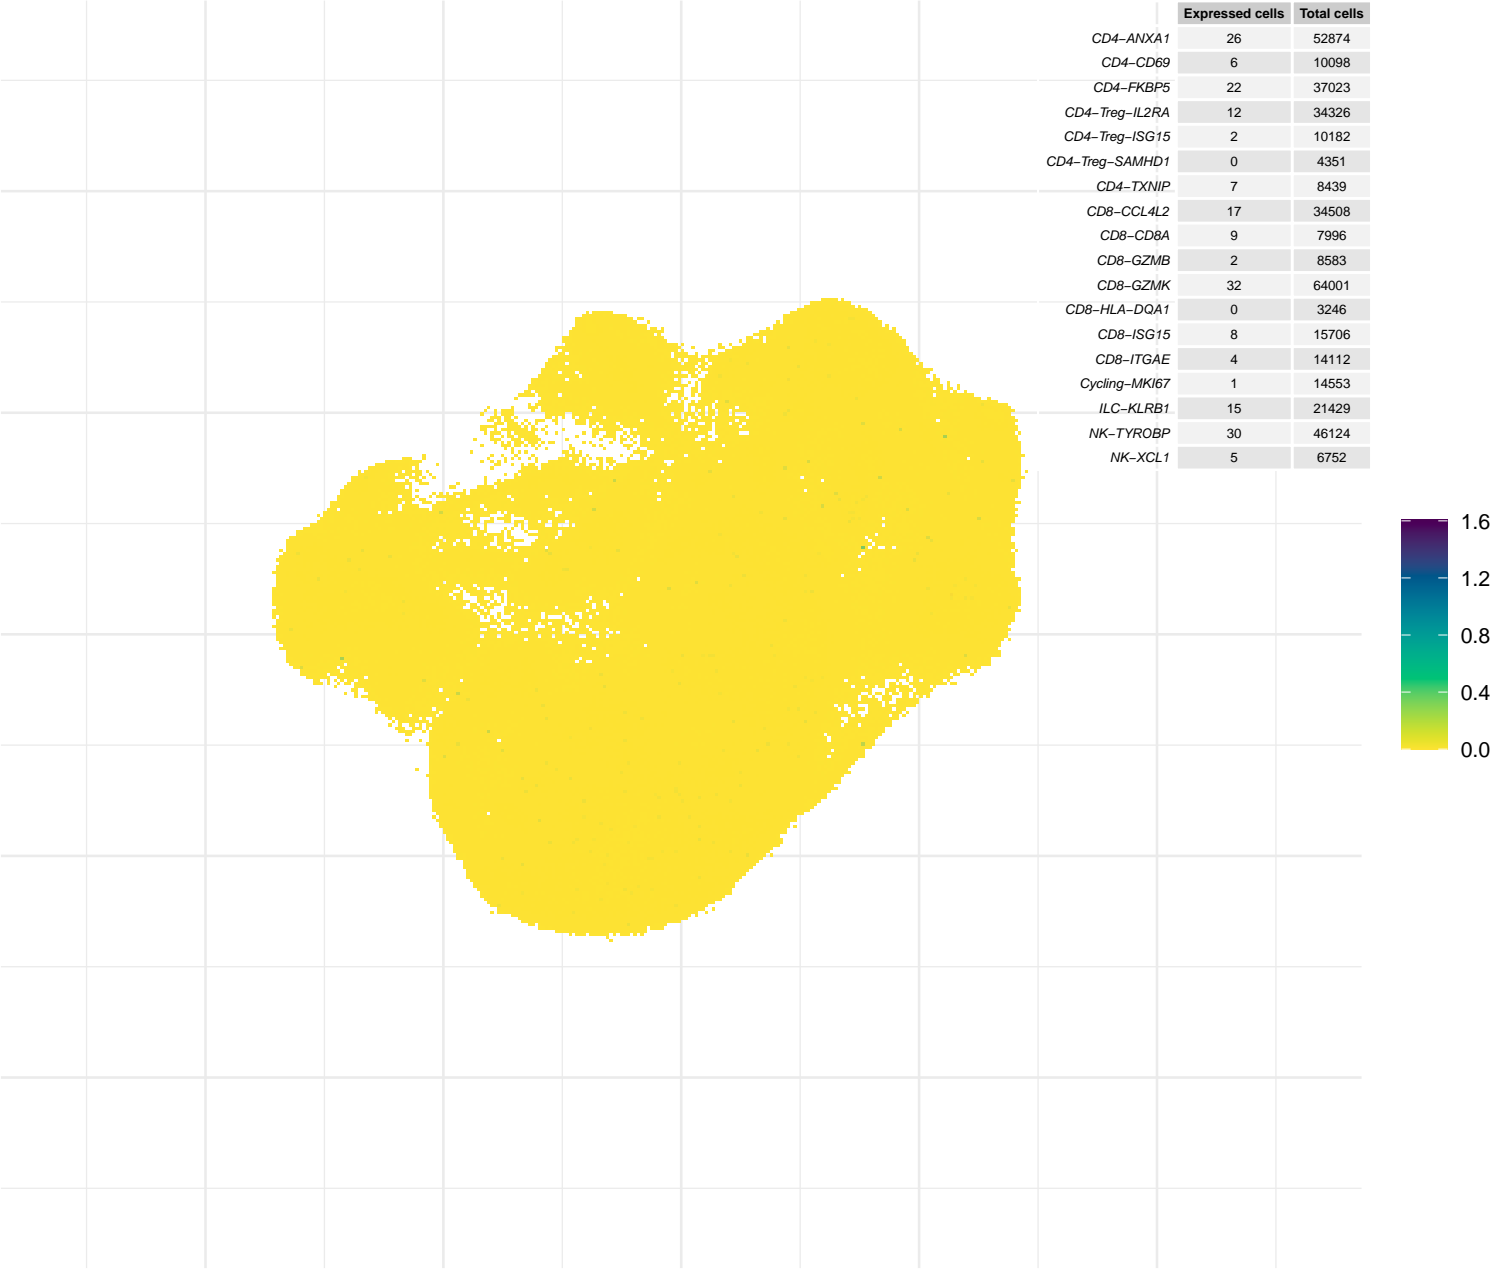 Expressed cells Total cells
CD4−ANXA1 26 52874
CD4−CD69 6 10098
CD4−FKBP5 22 37023
CD4−Treg−IL2RA 12 34326
CD4−Treg−ISG15 2 10182
CD4−Treg−SAMHD1 0 4351
CD4−TXNIP 7 8439
CD8−CCL4L2 17 34508
CD8−CD8A 9 7996
CD8−GZMB 2 8583
CD8−GZMK 32 64001
CD8−HLA−DQA1 0 3246
CD8−ISG15 8 15706
CD8−ITGAE 4 14112
Cycling−MKI67 1 14553
ILC−KLRB1 15 21429
NK−TYROBP 30 46124
NK−XCL1 5 6752
1.6
1.2
0.8
0.4
0.0